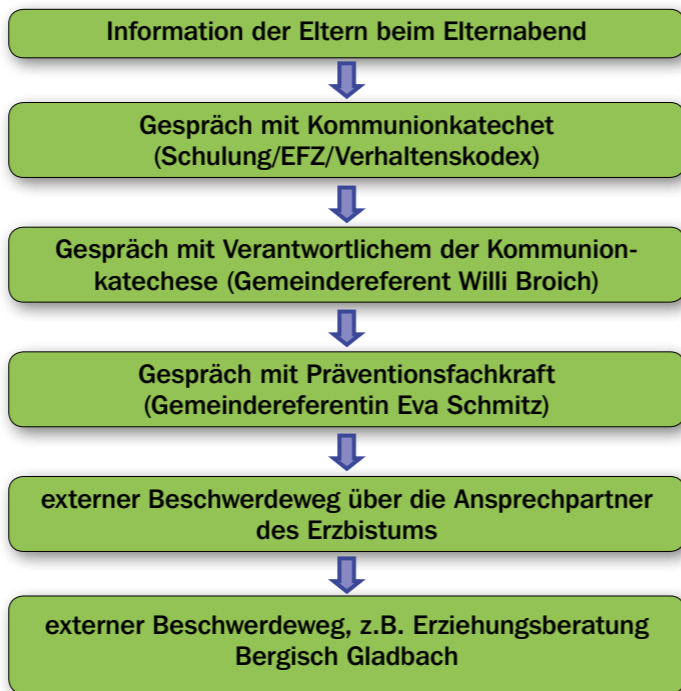 Information der Eltern beim Elternabend
Gespräch mit Kommunionkatechet
(Schulung/EFZ/Verhaltenskodex)
Gespräch mit Verantwortlichem der Kommunion-
katechese (Gemeindereferent Willi Broich)
Gespräch mit Präventionsfachkraft
(Gemeindereferentin Eva Schmitz)
externer Beschwerdeweg über die Ansprechpartner
des Erzbistums
externer Beschwerdeweg, z.B. Erziehungsberatung
Bergisch Gladbach